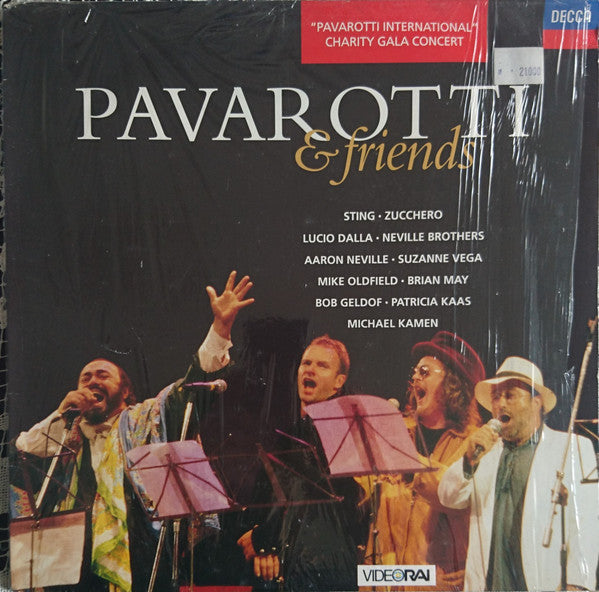 "PAVAROTTI INTERNATIONAL"
CHARITY GALA CONCERT
DECCA
21000
PAVAROTTI
& friends
STING · ZUCCHERO
LUCIO DALLA · NEVILLE BROTHERS
AARON NEVILLE · SUZANNE VEGA
MIKE OLDFIELD · BRIAN MAY
BOB GELDOF · PATRICIA KAAS
MICHAEL KAMEN
VIDEORAI